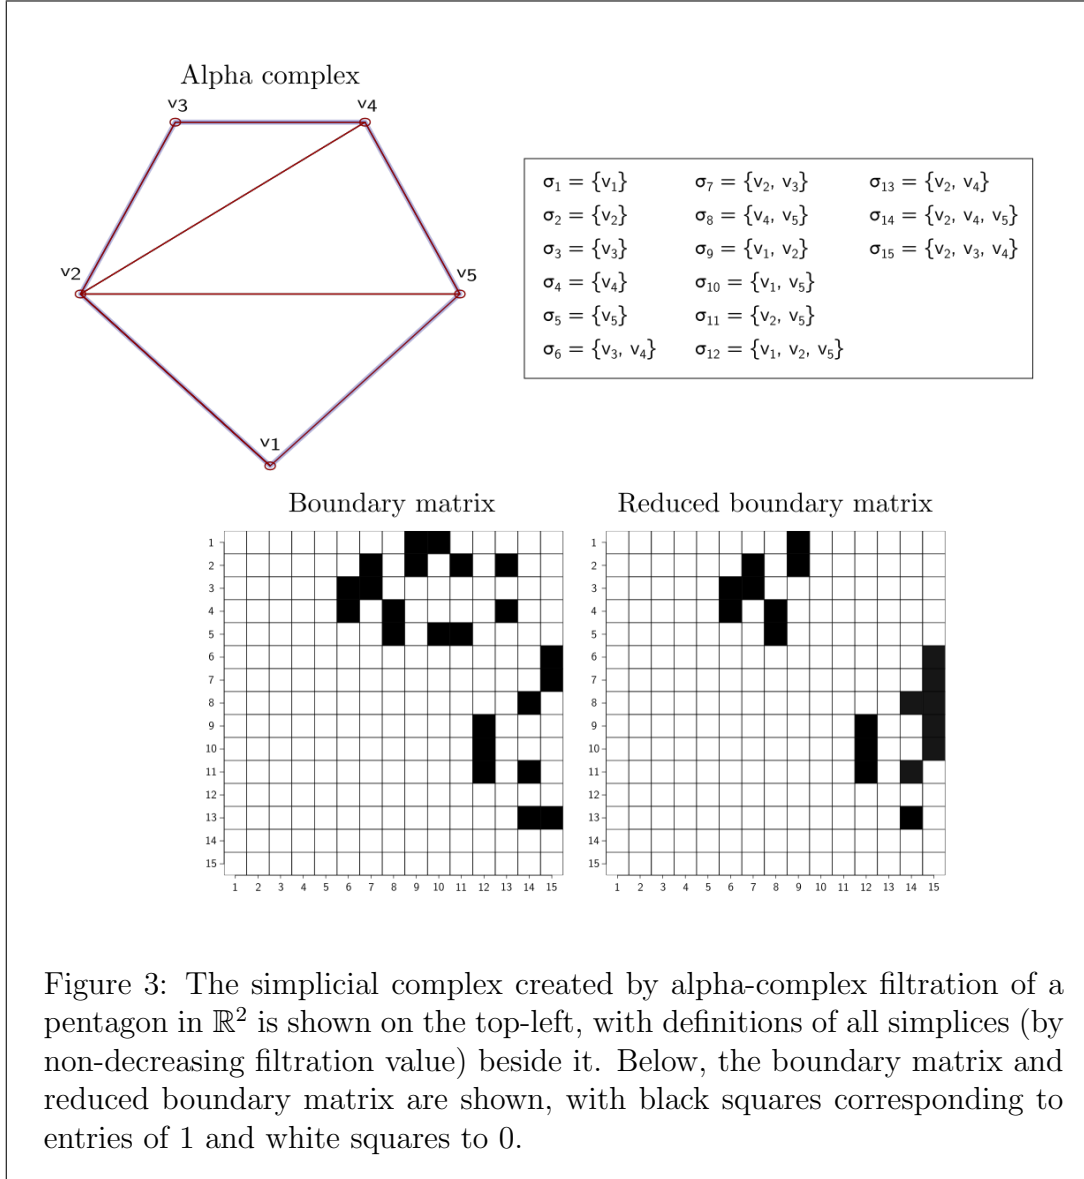 Alpha complex
v3
v4
v2
v5
v1
σ₁ = {v₁}
σ₂ = {v₂}
σ₃ = {v₃}
σ₄ = {v₄}
σ₅ = {v₅}
σ₆ = {v₃, v₄}
σ₇ = {v₂, v₃}
σ₈ = {v₄, v₅}
σ₉ = {v₁, v₂}
σ₁₀ = {v₁, v₅}
σ₁₁ = {v₂, v₅}
σ₁₂ = {v₁, v₂, v₅}
σ₁₃ = {v₂, v₄}
σ₁₄ = {v₂, v₄, v₅}
σ₁₅ = {v₂, v₃, v₄}
Boundary matrix
1
2
3
4
5
6
7
8
9
10
11
12
13
14
15
1 2 3 4 5 6 7 8 9 10 11 12 13 14 15
Reduced boundary matrix
1
2
3
4
5
6
7
8
9
10
11
12
13
14
15
1 2 3 4 5 6 7 8 9 10 11 12 13 14 15
Figure 3: The simplicial complex created by alpha-complex filtration of a
pentagon in ℝ² is shown on the top-left, with definitions of all simplices (by
non-decreasing filtration value) beside it. Below, the boundary matrix and
reduced boundary matrix are shown, with black squares corresponding to
entries of 1 and white squares to 0.